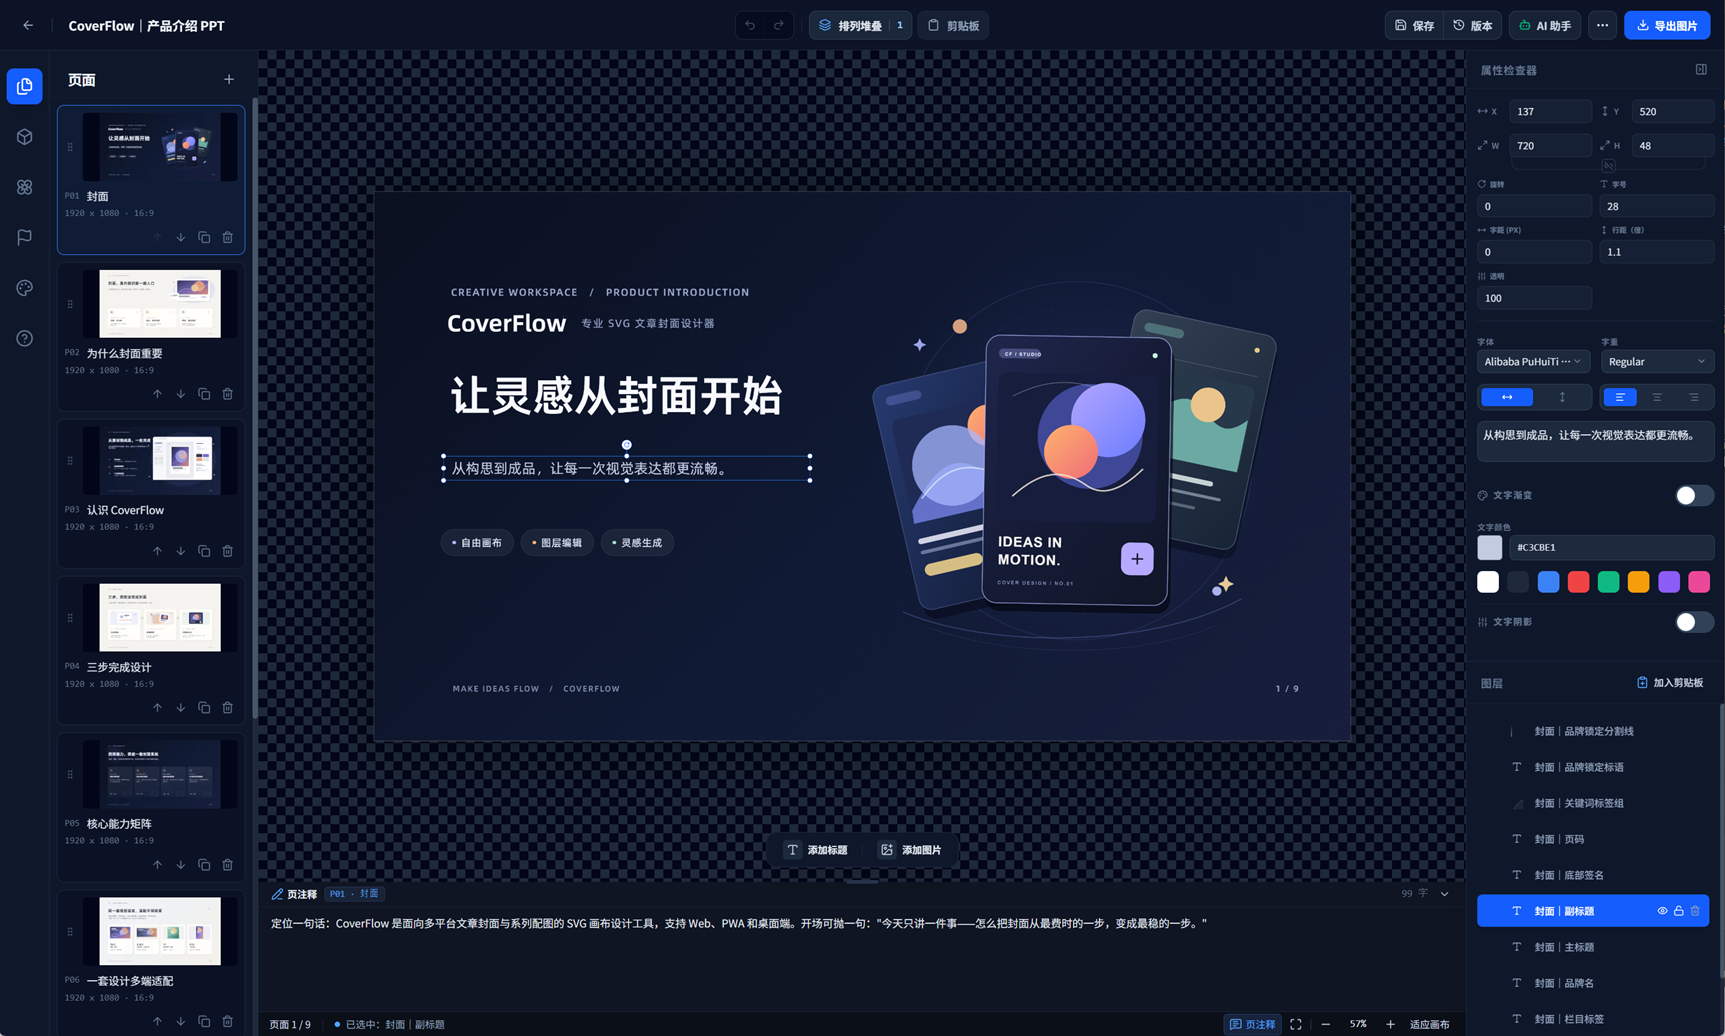 CoverFlow｜产品介绍 PPT
排列堆叠 1
剪贴板
保存
版本
AI 助手
导出图片
页面
P01 封面
1920 x 1080 · 16:9
P02 为什么封面重要
1920 x 1080 · 16:9
P03 认识 CoverFlow
1920 x 1080 · 16:9
P04 三步完成设计
1920 x 1080 · 16:9
P05 核心能力矩阵
1920 x 1080 · 16:9
P06 一套设计多端适配
1920 x 1080 · 16:9
CREATIVE WORKSPACE / PRODUCT INTRODUCTION
CoverFlow 专业 SVG 文章封面设计器
让灵感从封面开始
从构思到成品，让每一次视觉表达都更流畅。
自由画布
图层编辑
灵感生成
CF / STUDIO
IDEAS IN
MOTION.
COVER DESIGN / NO.01
MAKE IDEAS FLOW / COVERFLOW
1 / 9
添加标题
添加图片
页注释 P01 · 封面
99 字
定位一句话：CoverFlow 是面向多平台文章封面与系列配图的 SVG 画布设计工具，支持 Web、PWA 和桌面端。开场可抛一句："今天只讲一件事——怎么把封面从最费时的一步，变成最稳的一步。"
页面 1 / 9
已选中：封面｜副标题
页注释
57%
适应画布
属性检查器
X 137
Y 520
W 720
H 48
旋转
字号
0
28
字距 (PX)
行距（倍）
0
1.1
透明
100
字体
字重
Alibaba PuHuiTi ···
Regular
从构思到成品，让每一次视觉表达都更流畅。
文字渐变
文字颜色
#C3CBE1
文字阴影
图层
加入剪贴板
封面｜品牌锁定分割线
封面｜品牌锁定标语
封面｜关键词标签组
封面｜页码
封面｜底部签名
封面｜副标题
封面｜主标题
封面｜品牌名
封面｜栏目标签